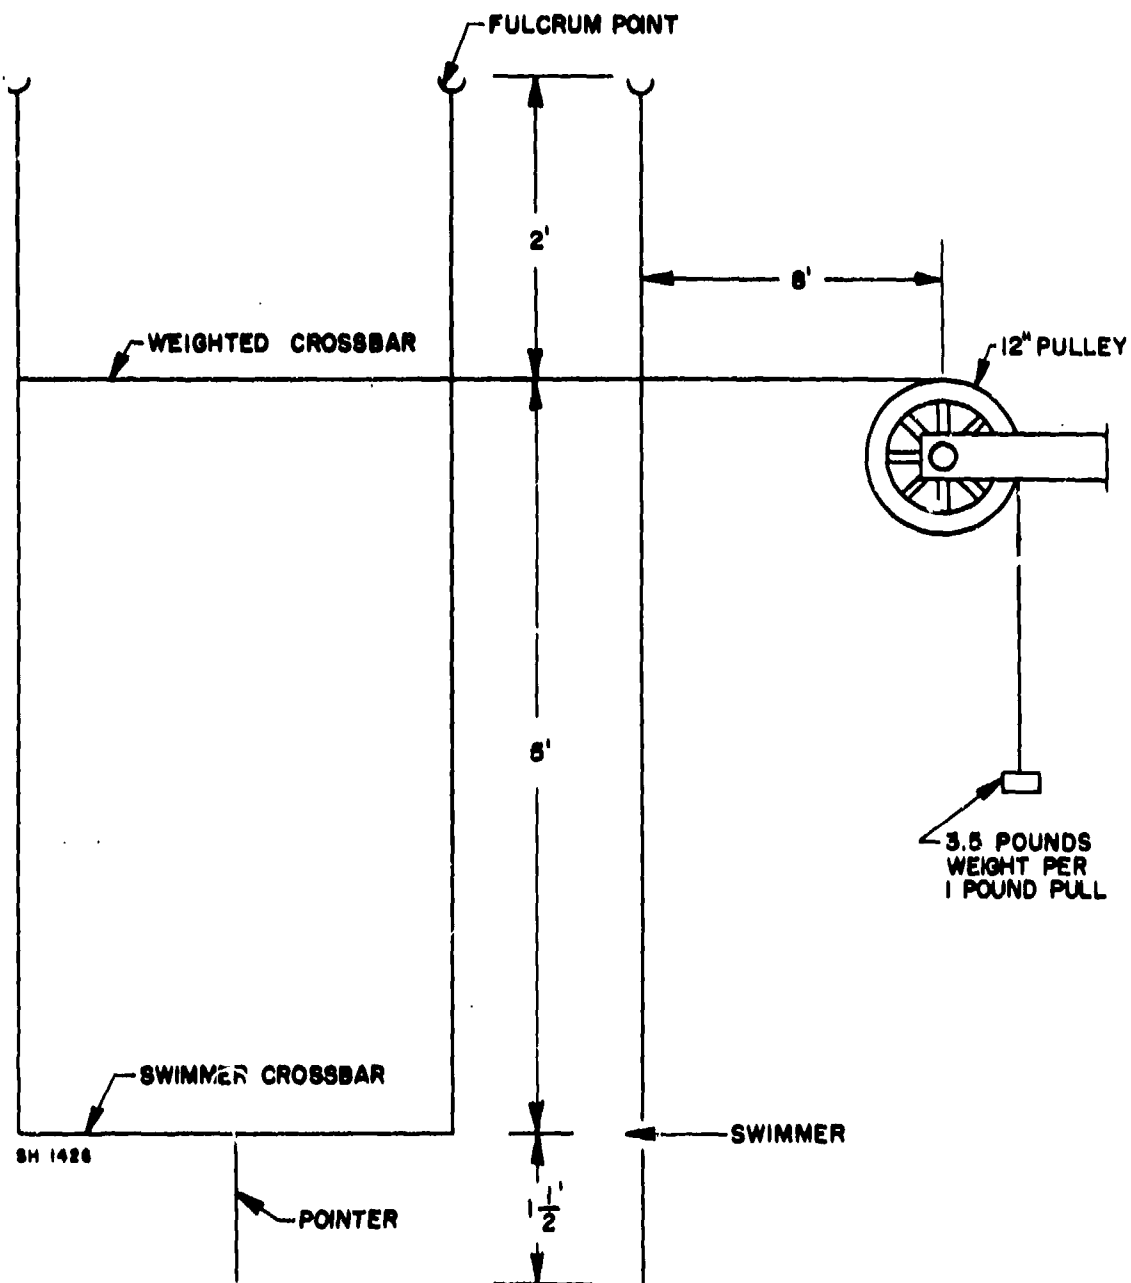 FULCRUM POINT
2'
WEIGHTED CROSSBAR
12" PULLEY
5'
3.5 POUNDS
WEIGHT PER
1 POUND PULL
SWIMMER CROSSBAR
SWIMMER
SH 1426
1 1/2'
POINTER